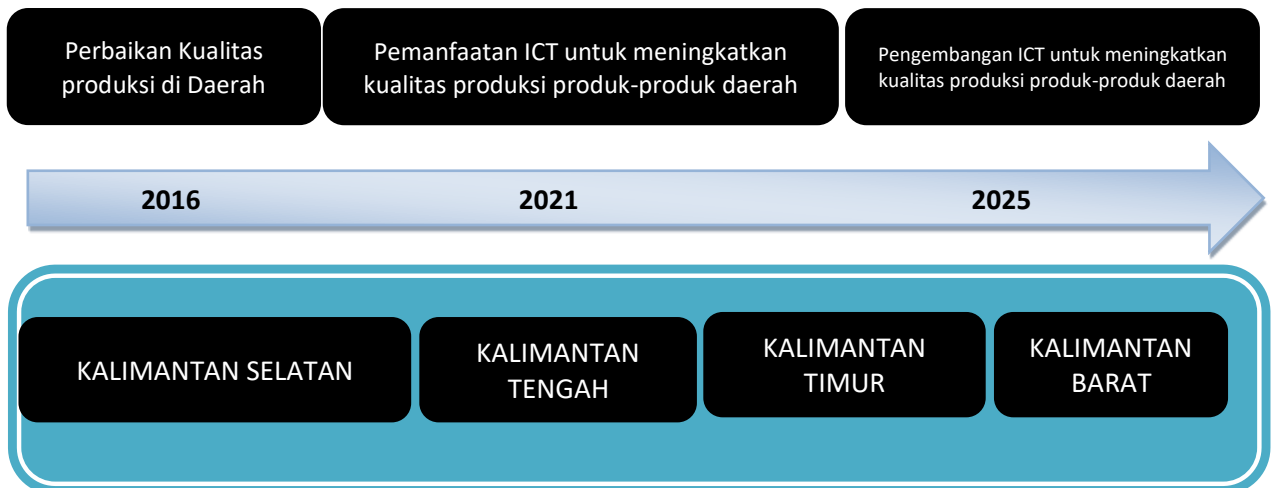 Perbaikan Kualitas
produksi di Daerah
Pemanfaatan ICT untuk meningkatkan
kualitas produksi produk-produk daerah
Pengembangan ICT untuk meningkatkan
kualitas produksi produk-produk daerah
2016
2021
2025
KALIMANTAN SELATAN
KALIMANTAN
TENGAH
KALIMANTAN
TIMUR
KALIMANTAN
BARAT